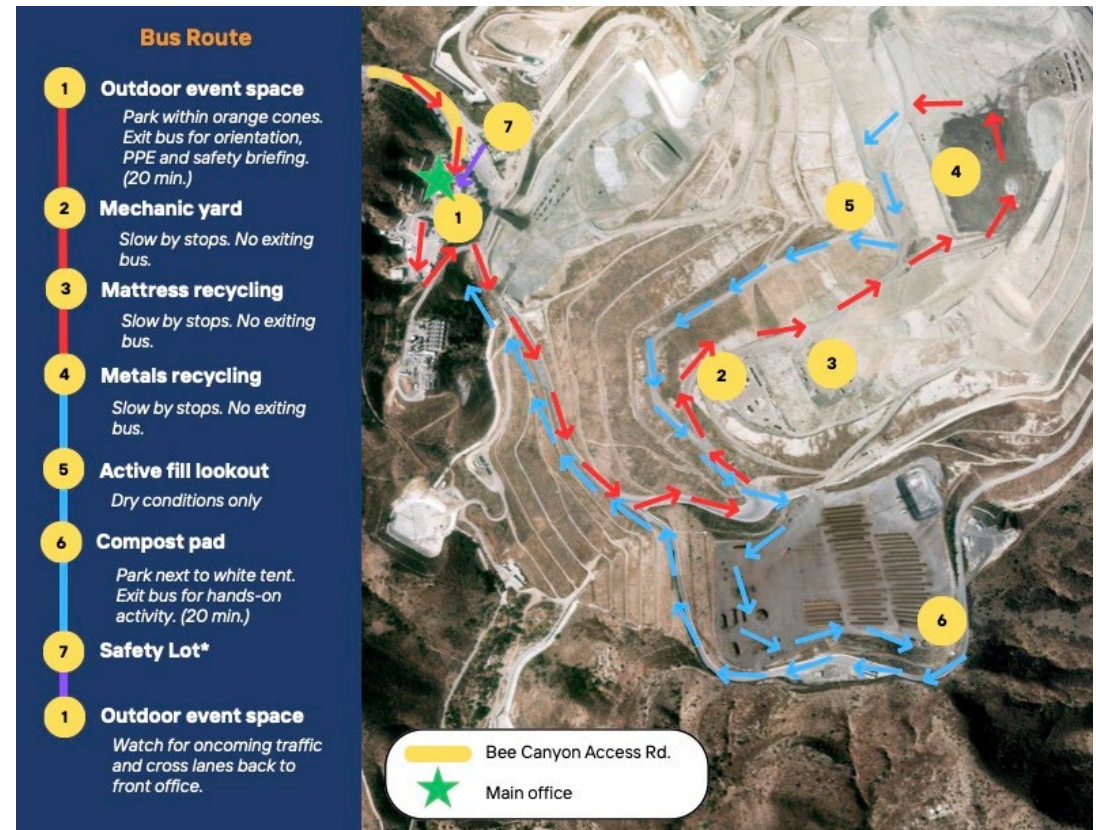 Bus Route
1 Outdoor event space
Park within orange cones.
Exit bus for orientation,
PPE and safety briefing.
(20 min.)
2 Mechanic yard
Slow by stops. No exiting
bus.
3 Mattress recycling
Slow by stops. No exiting
bus.
4 Metals recycling
Slow by stops. No exiting
bus.
5 Active fill lookout
Dry conditions only
6 Compost pad
Park next to white tent.
Exit bus for hands-on
activity. (20 min.)
7 Safety Lot*
1 Outdoor event space
Watch for oncoming traffic
and cross lanes back to
front office.
7
1
4
5
3
2
6
Bee Canyon Access Rd.
Main office